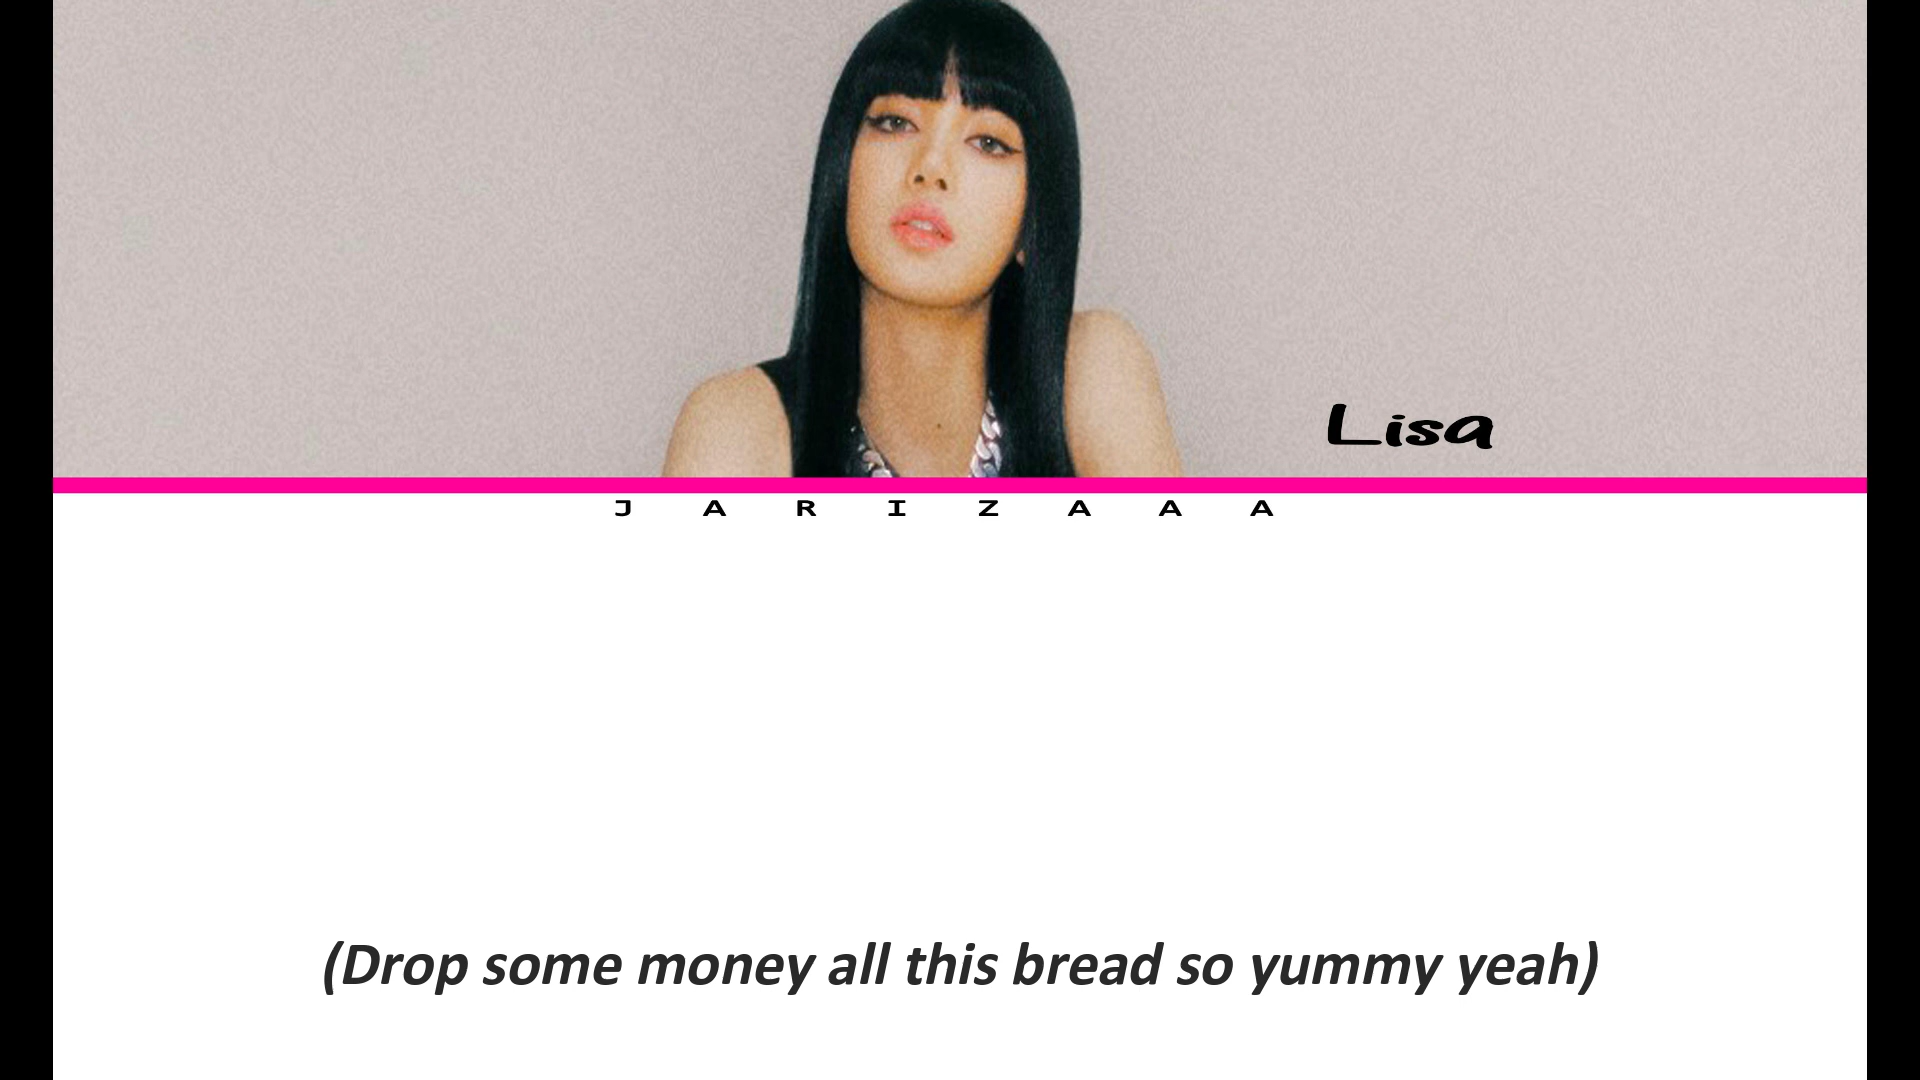 Lisa
J A R I Z A A A
(Drop some money all this bread so yummy yeah)